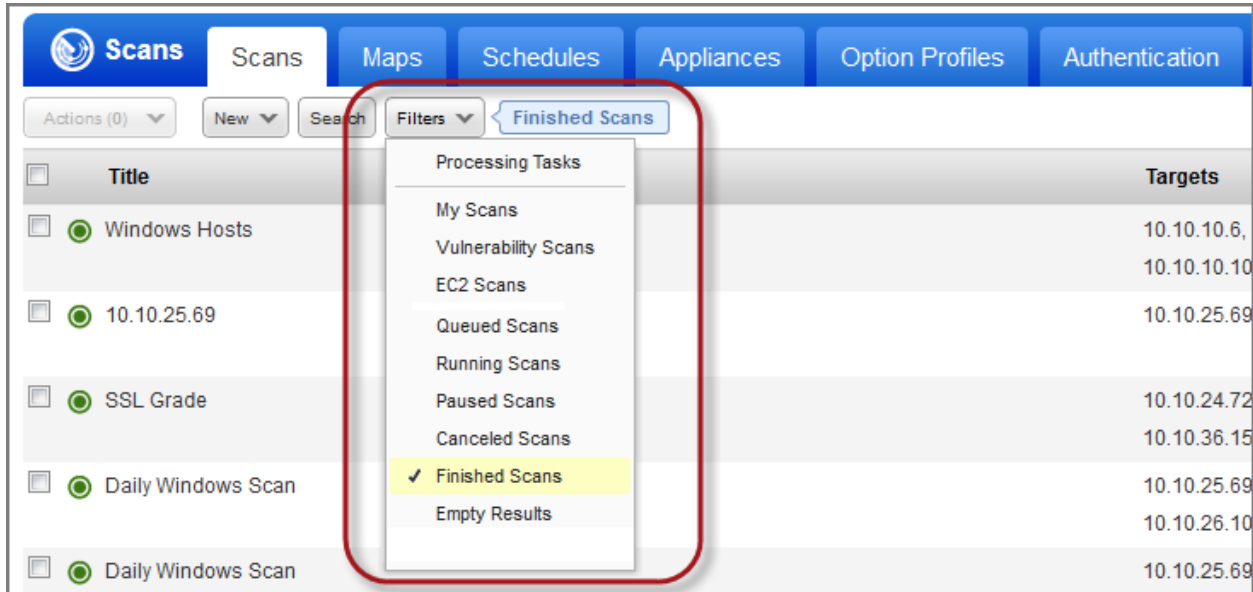 Scans Scans Maps Schedules Appliances Option Profiles Authentication
Actions (0) New Search Filters Finished Scans
Processing Tasks
Title Targets
My Scans
Windows Hosts 10.10.10.6,
Vulnerability Scans
10.10.10.10
EC2 Scans
10.10.25.69 10.10.25.69
Queued Scans
Running Scans
SSL Grade Paused Scans 10.10.24.72
Canceled Scans 10.10.36.15
Finished Scans
Daily Windows Scan 10.10.25.69
Empty Results 10.10.26.10
Daily Windows Scan 10.10.25.69